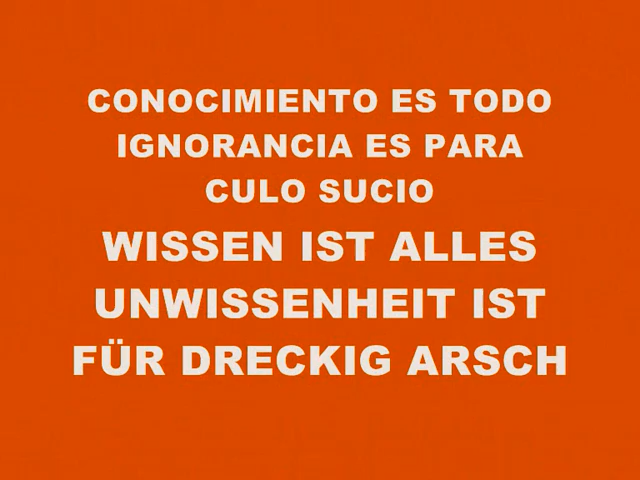 CONOCIMIENTO ES TODO
IGNORANCIA ES PARA
CULO SUCIO
WISSEN IST ALLES
UNWISSENHEIT IST
FÜR DRECKIG ARSCH